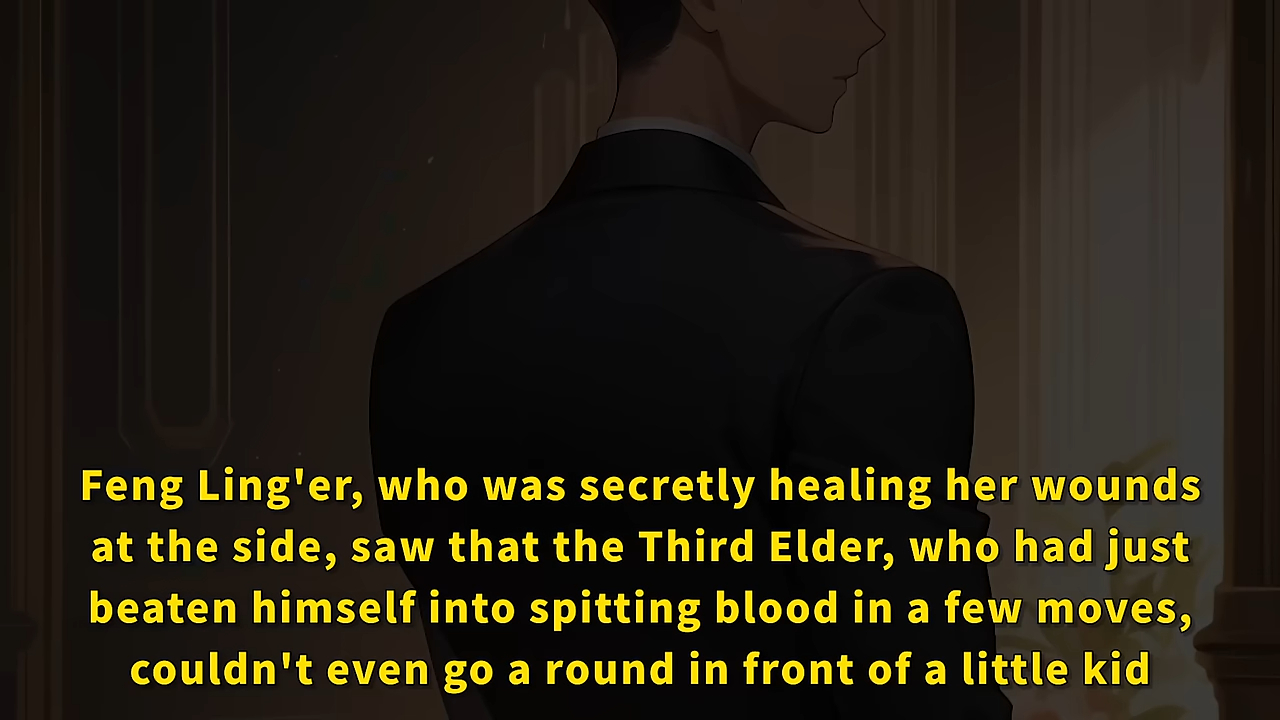 Feng Ling'er, who was secretly healing her wounds
at the side, saw that the Third Elder, who had just
beaten himself into spitting blood in a few moves,
couldn't even go a round in front of a little kid